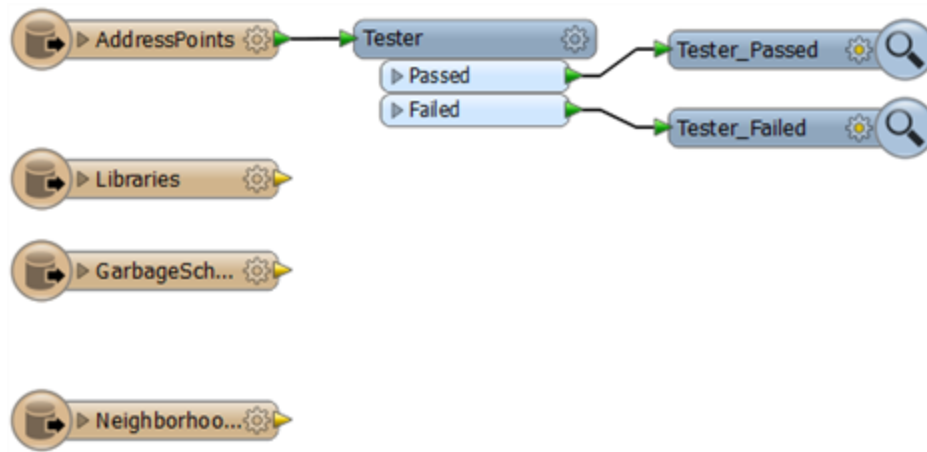 AddressPoints
Tester
Passed
Failed
Tester_Passed
Tester_Failed
Libraries
GarbageSch...
Neighborhoo...